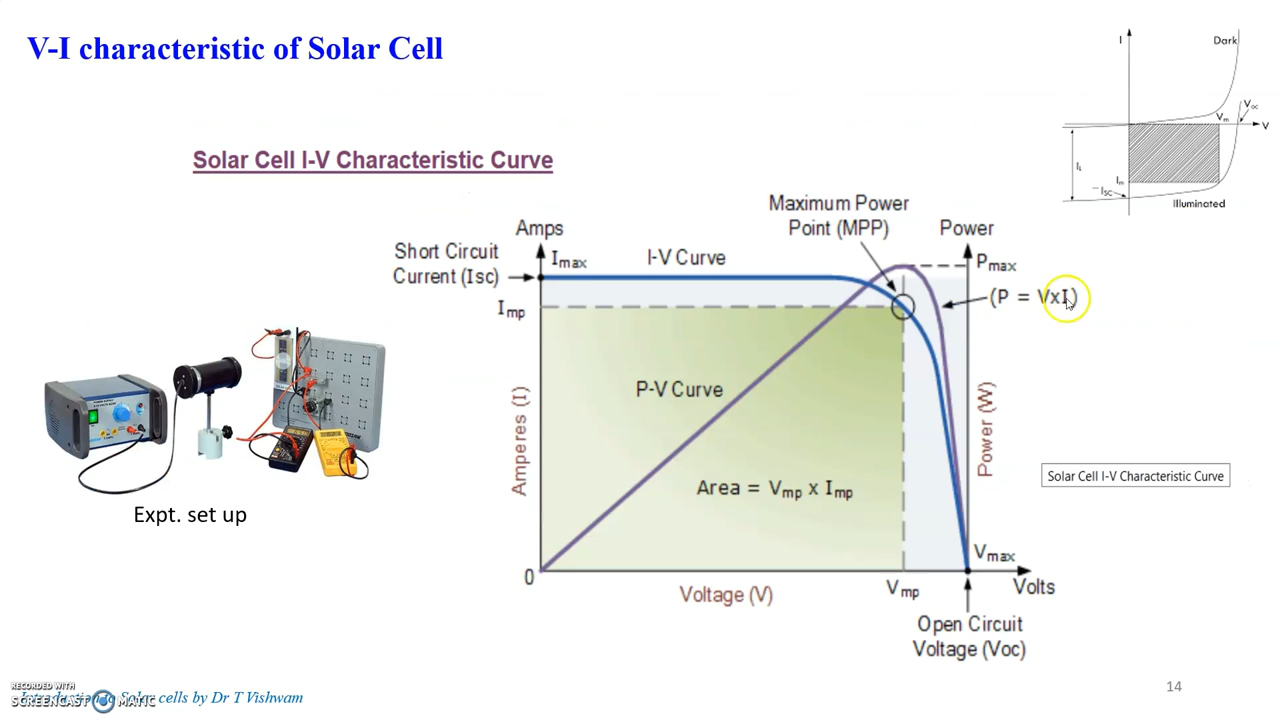 V-I characteristic of Solar Cell
I
Dark
Voc
Vm
V
IL
Im
-Isc
Illuminated
Solar Cell I-V Characteristic Curve
Maximum Power
Point (MPP)
Amps
Power
Short Circuit
Current (Isc)
Imax
I-V Curve
Pmax
(P = VxI)
Imp
P-V Curve
Amperes (I)
Power (W)
Area = Vmp x Imp
Solar Cell I-V Characteristic Curve
Expt. set up
0
Vmax
Voltage (V)
Vmp
Volts
Open Circuit
Voltage (Voc)
RECORDED WITH
SCREENCAST MATIC
Introduction to Solar cells by Dr T Vishwam
14